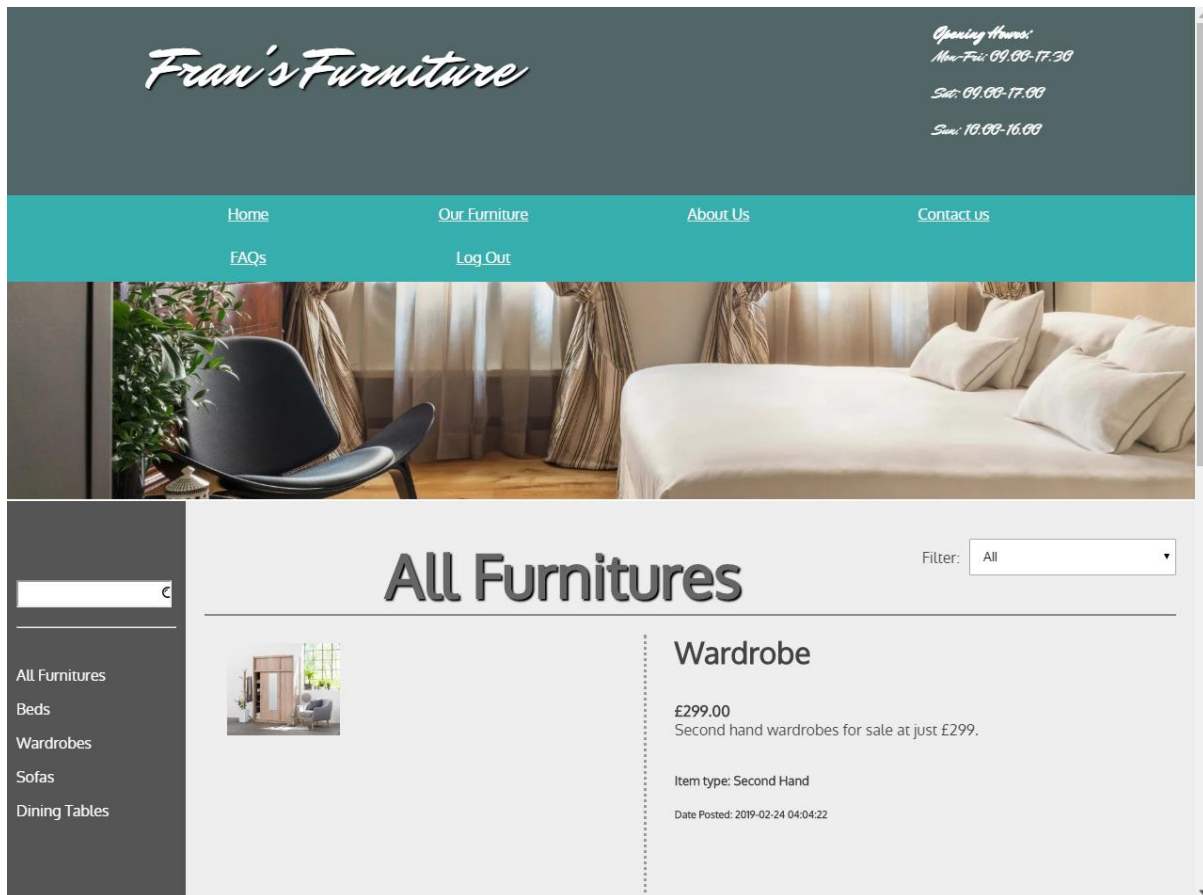 Fran's Furniture
Opening Hours:
Mon-Fri: 09.00-17.30
Sat: 09.00-17.00
Sun: 10.00-16.00
Home Our Furniture About Us Contact us
FAQs Log Out
All Furnitures
Filter: All
All Furnitures
Beds
Wardrobes
Sofas
Dining Tables
Wardrobe
£299.00
Second hand wardrobes for sale at just £299.
Item type: Second Hand
Date Posted: 2019-02-24 04:04:22